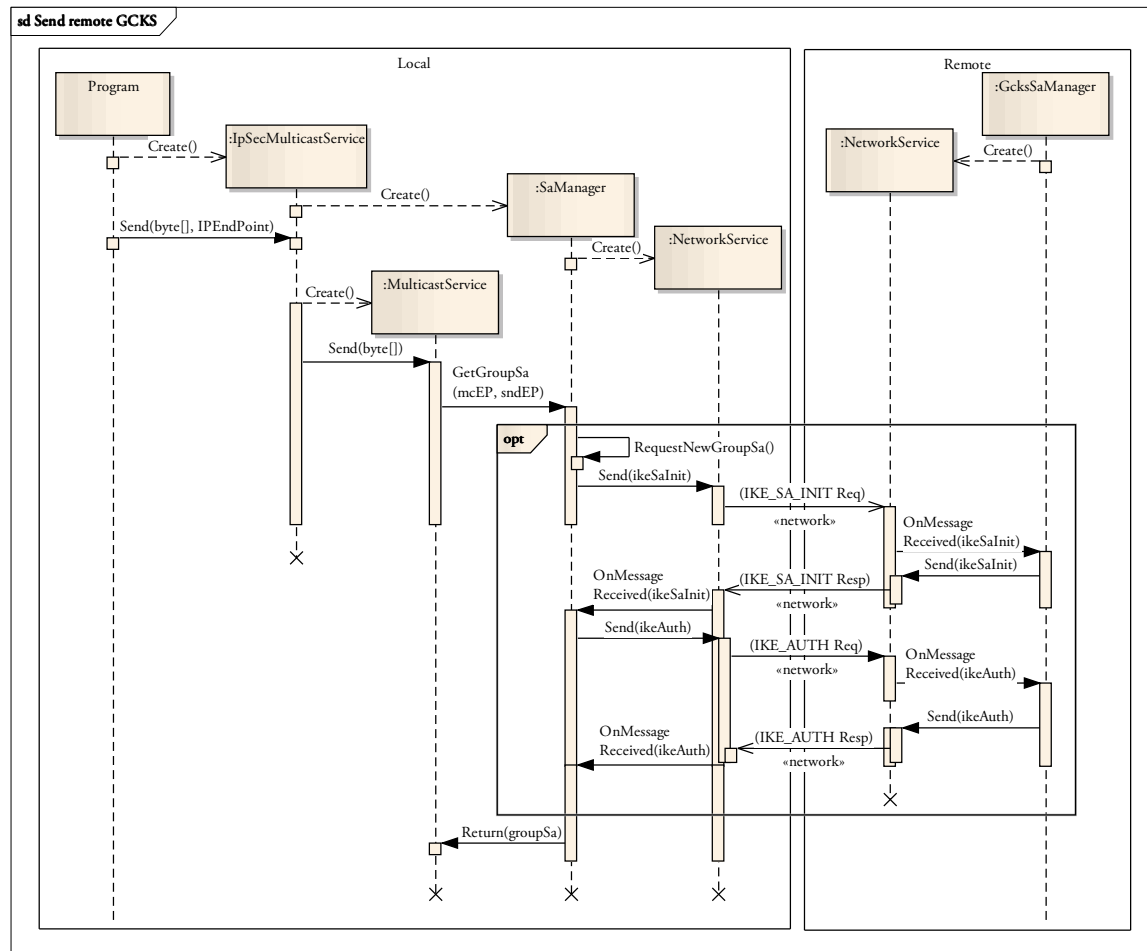 sd Send remote GCKS
Local
Remote
Program
:GcksSaManager
:IpSecMulticastService
:NetworkService
Create()
Create()
:SaManager
Create()
Send(byte[], IPEndPoint)
:NetworkService
Create()
:MulticastService
Create()
Send(byte[])
GetGroupSa
(mcEP, sndEP)
opt
RequestNewGroupSa()
Send(ikeSaInit)
(IKE_SA_INIT Req)
«network»
OnMessage
Received(ikeSaInit)
Send(ikeSaInit)
(IKE_SA_INIT Resp)
«network»
OnMessage
Received(ikeSaInit)
Send(ikeAuth)
(IKE_AUTH Req)
«network»
OnMessage
Received(ikeAuth)
Send(ikeAuth)
(IKE_AUTH Resp)
«network»
OnMessage
Received(ikeAuth)
Return(groupSa)